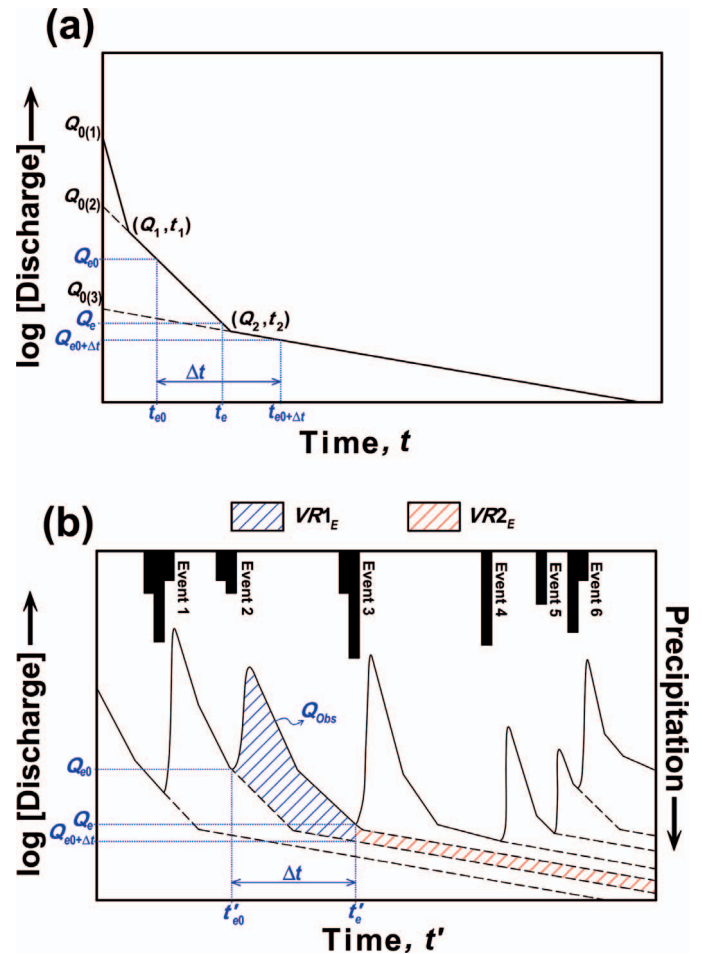 (a)
log [Discharge]
Q0(1)
Q0(2)
(Q1, t1)
Qe0
Q0(3)
Qe
(Q2, t2)
Qe0+Δt
Δt
te0
te
te0+Δt
Time, t
(b)
VR1E
VR2E
Event 1
Event 2
Event 3
Event 4
Event 5
Event 6
log [Discharge]
Precipitation
QObs
Qe0
Qe
Qe0+Δt
Δt
t'e0
t'e
Time, t'